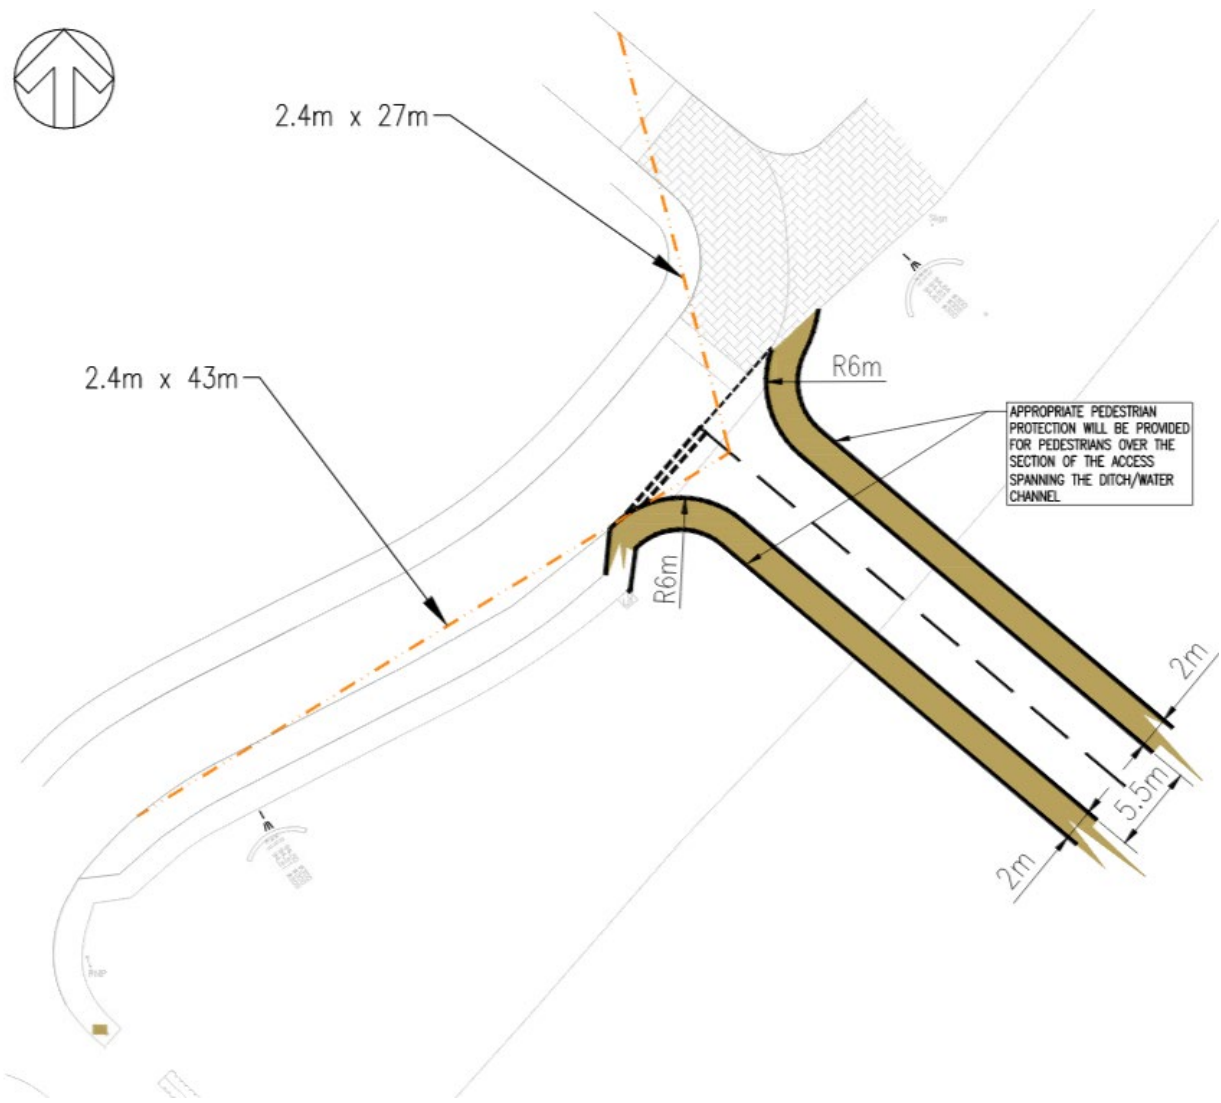 2.4m x 27m
Sign
2.4m x 43m
R6m
APPROPRIATE PEDESTRIAN
PROTECTION WILL BE PROVIDED
FOR PEDESTRIANS OVER THE
SECTION OF THE ACCESS
SPANNING THE DITCH/WATER
CHANNEL
R6m
2m
5.5m
2m